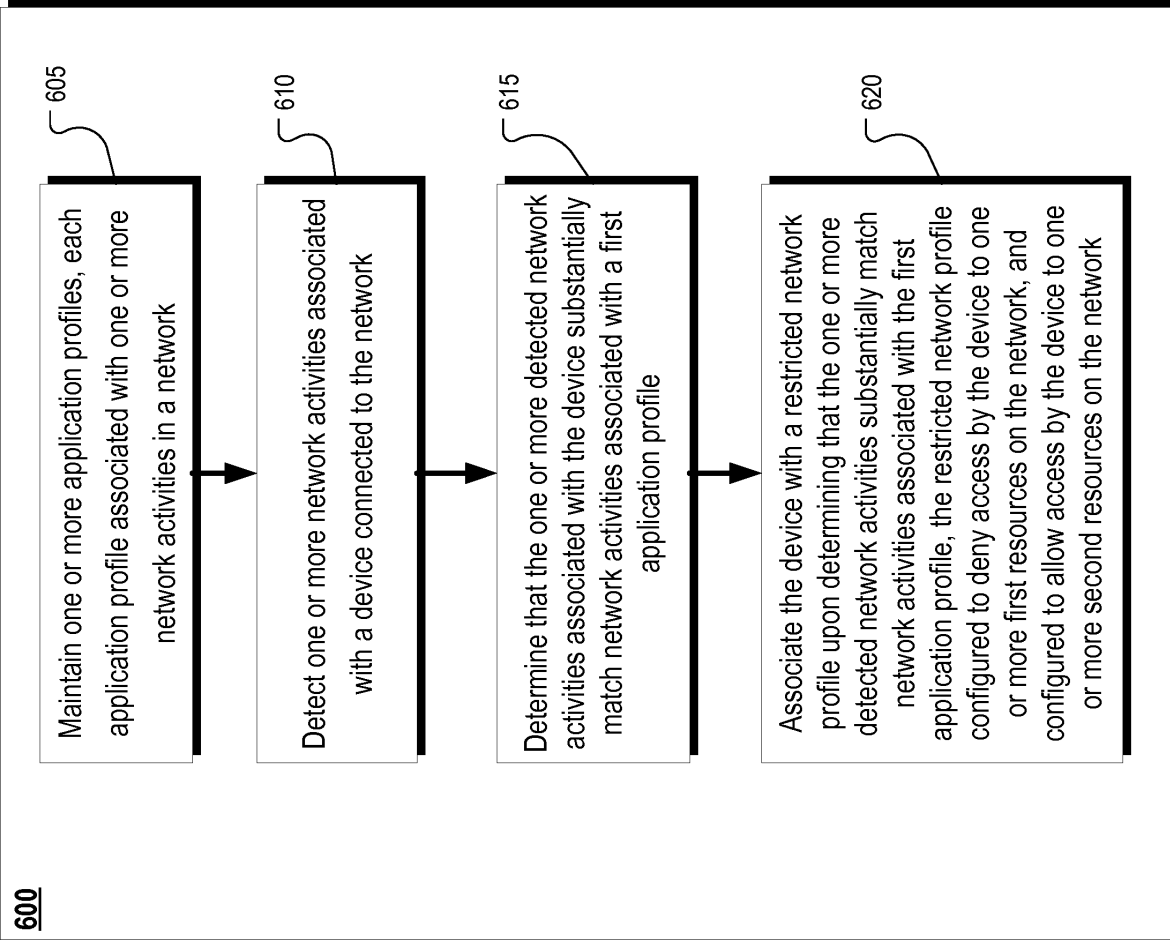 600
605
Maintain one or more application profiles, each
application profile associated with one or more
network activities in a network
610
Detect one or more network activities associated
with a device connected to the network
615
Determine that the one or more detected network
activities associated with the device substantially
match network activities associated with a first
application profile
620
Associate the device with a restricted network
profile upon determining that the one or more
detected network activities substantially match
network activities associated with the first
application profile, the restricted network profile
configured to deny access by the device to one
or more first resources on the network, and
configured to allow access by the device to one
or more second resources on the network